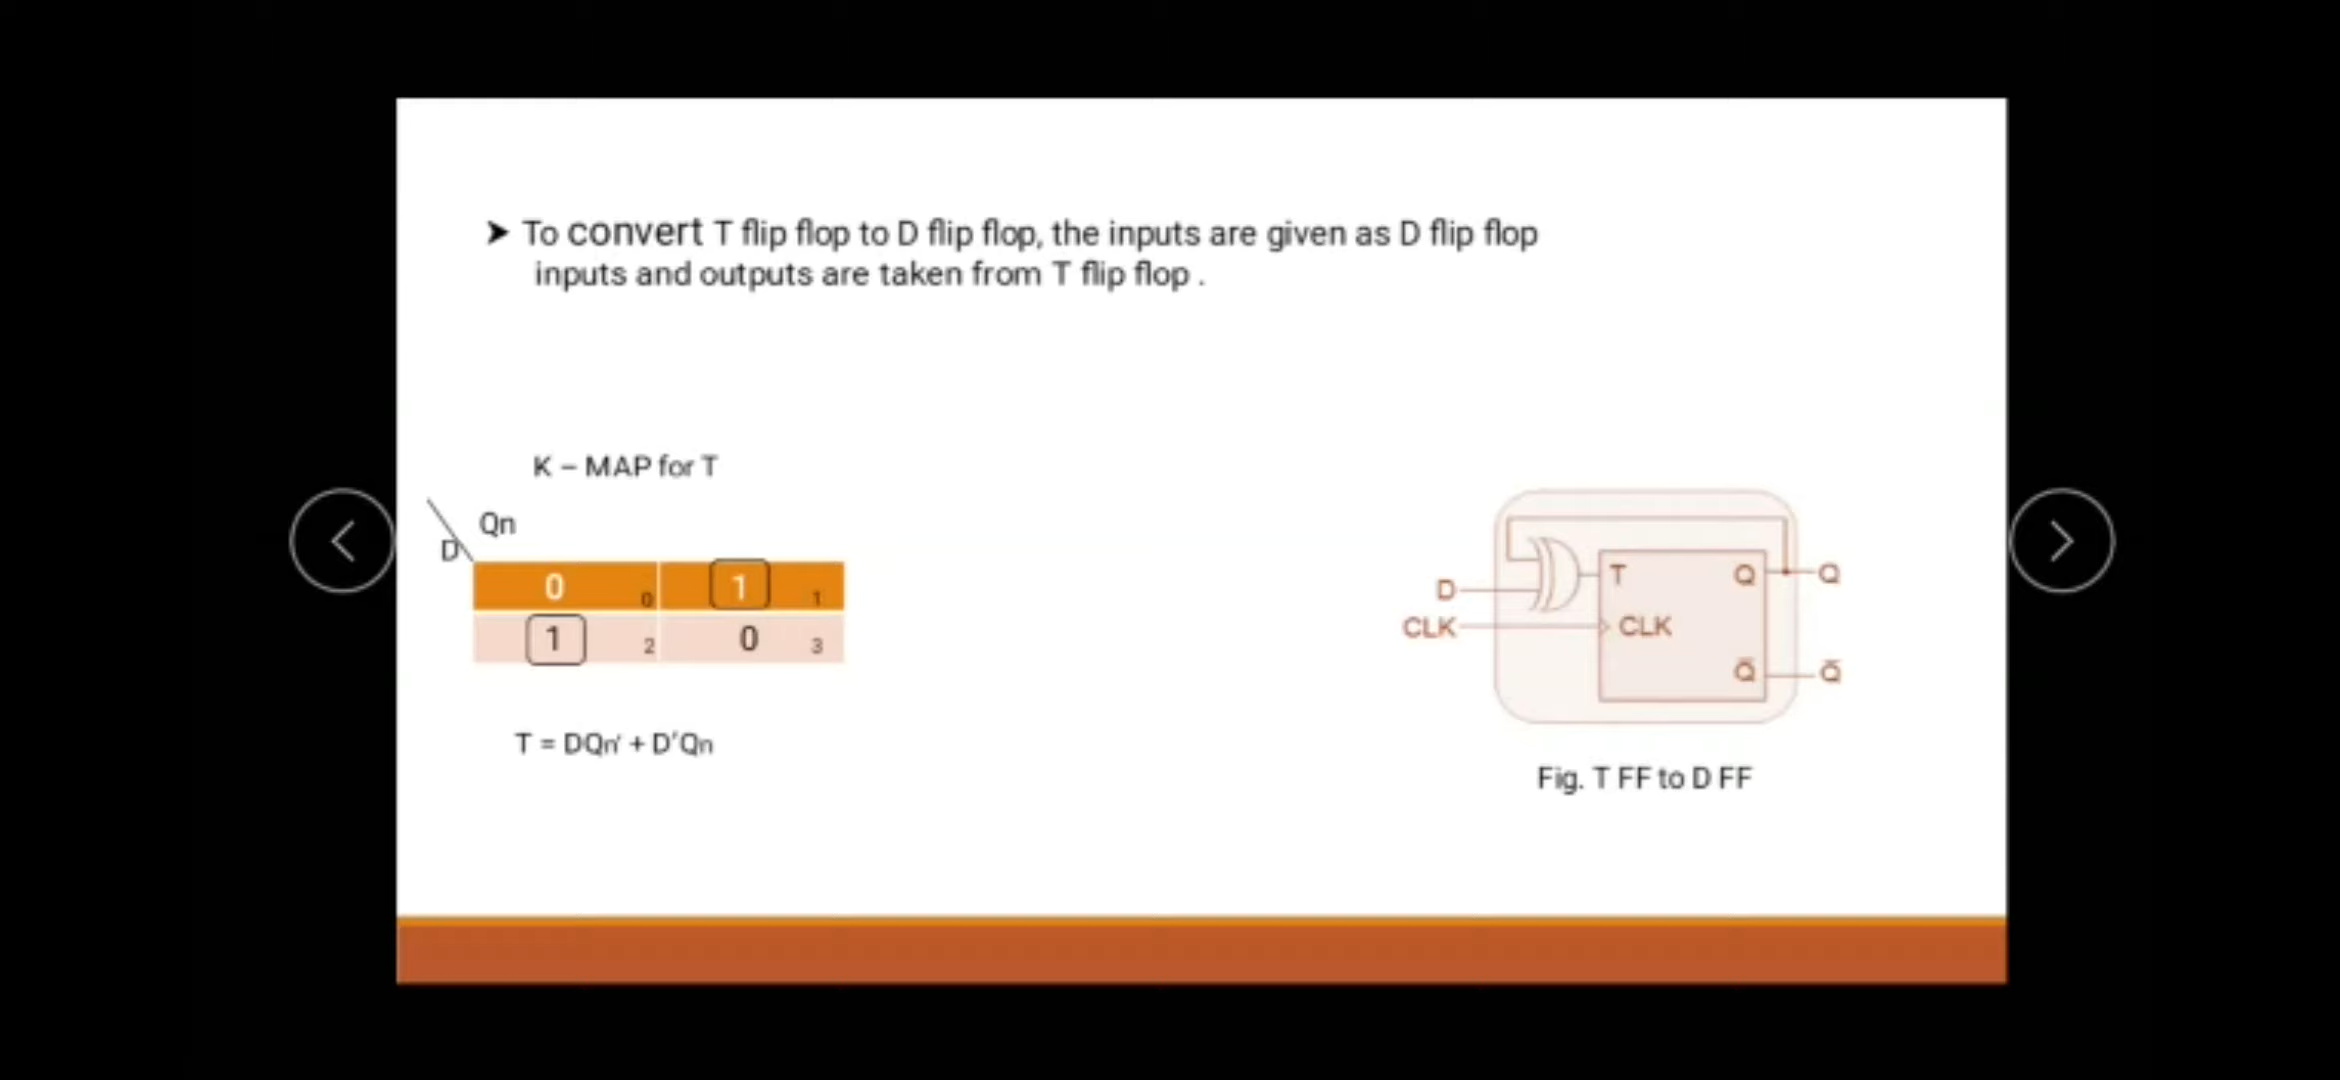 ➤ To convert T flip flop to D flip flop, the inputs are given as D flip flop
inputs and outputs are taken from T flip flop .
K – MAP for T
Qn
D
0 0 1 1
1 2 0 3
T = DQn' + D'Qn
D
CLK
T
CLK
Q
Q̅
Q
Q̅
Fig. T FF to D FF